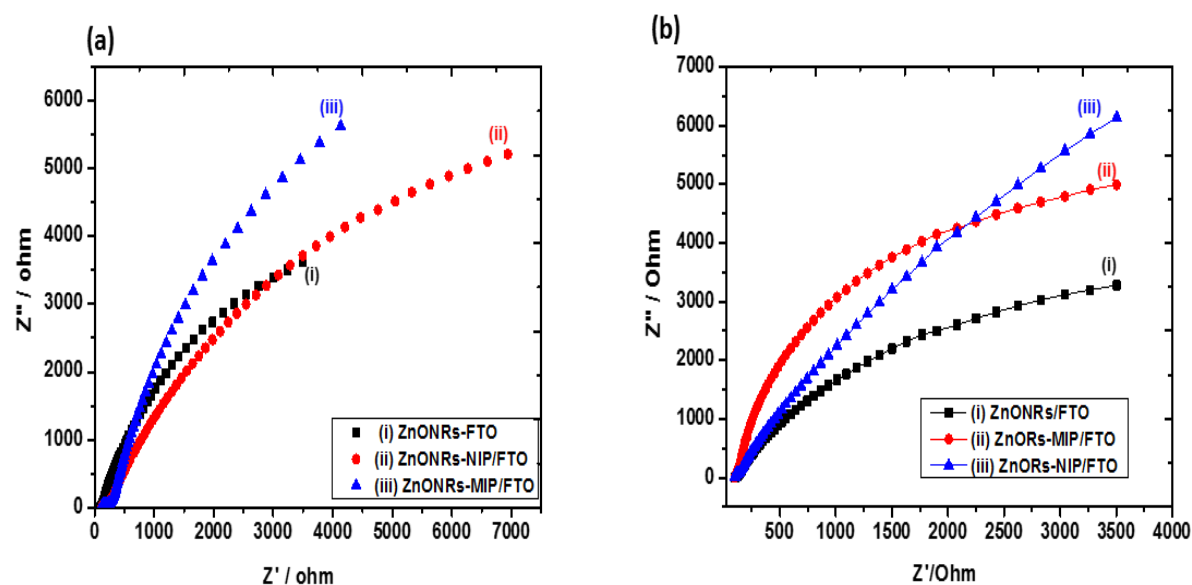 (a)
Z'' / ohm
6000
5000
4000
3000
2000
1000
0
(iii)
(ii)
(i)
(i) ZnONRs-FTO
(ii) ZnONRs-NIP/FTO
(iii) ZnONRs-MIP/FTO
0 1000 2000 3000 4000 5000 6000 7000
Z' / ohm
(b)
Z'' / Ohm
7000
6000
5000
4000
3000
2000
1000
0
(iii)
(ii)
(i)
(i) ZnONRs/FTO
(ii) ZnORs-MIP/FTO
(iii) ZnORs-NIP/FTO
500 1000 1500 2000 2500 3000 3500 4000
Z'/Ohm